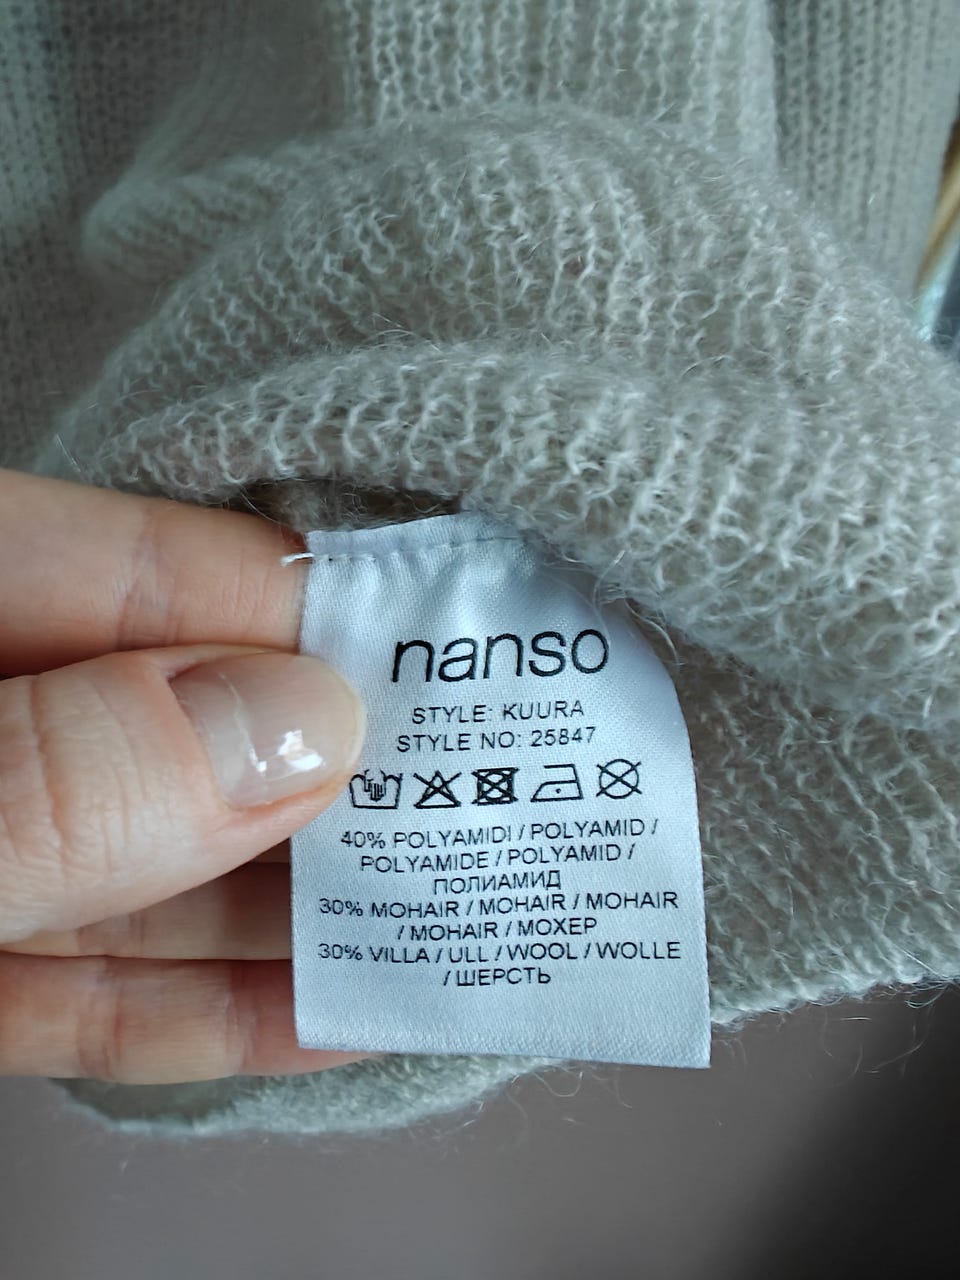 nanso
STYLE: KUURA
STYLE NO: 25847
40% POLYAMIDI / POLYAMID /
POLYAMIDE / POLYAMID /
ПОЛИАМИД
30% MOHAIR / MOHAIR / MOHAIR
/ MOHAIR / МОХЕР
30% VILLA / ULL / WOOL / WOLLE
/ ШЕРСТЬ